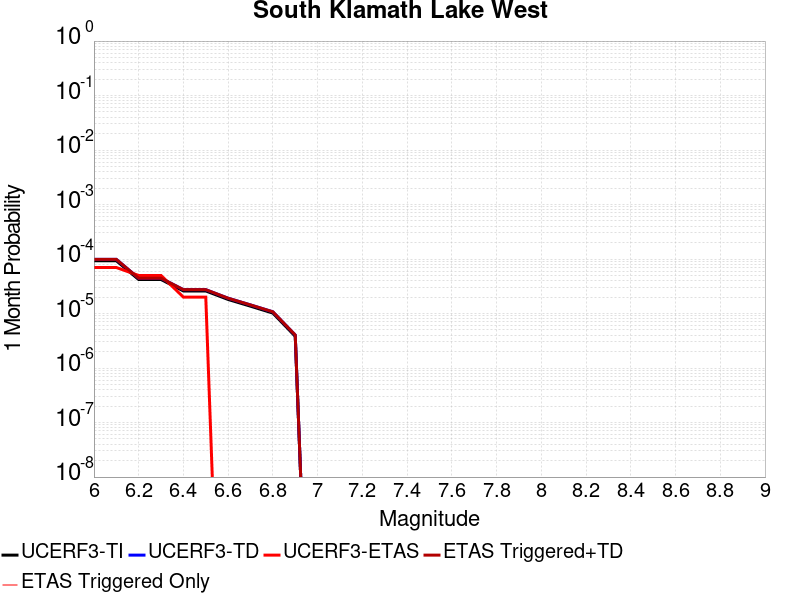 South Klamath Lake West
10^0
10^-1
10^-2
10^-3
10^-4
10^-5
10^-6
10^-7
10^-8
1 Month Probability
6 6.2 6.4 6.6 6.8 7 7.2 7.4 7.6 7.8 8 8.2 8.4 8.6 8.8 9
Magnitude
UCERF3-TI UCERF3-TD UCERF3-ETAS ETAS Triggered+TD
ETAS Triggered Only